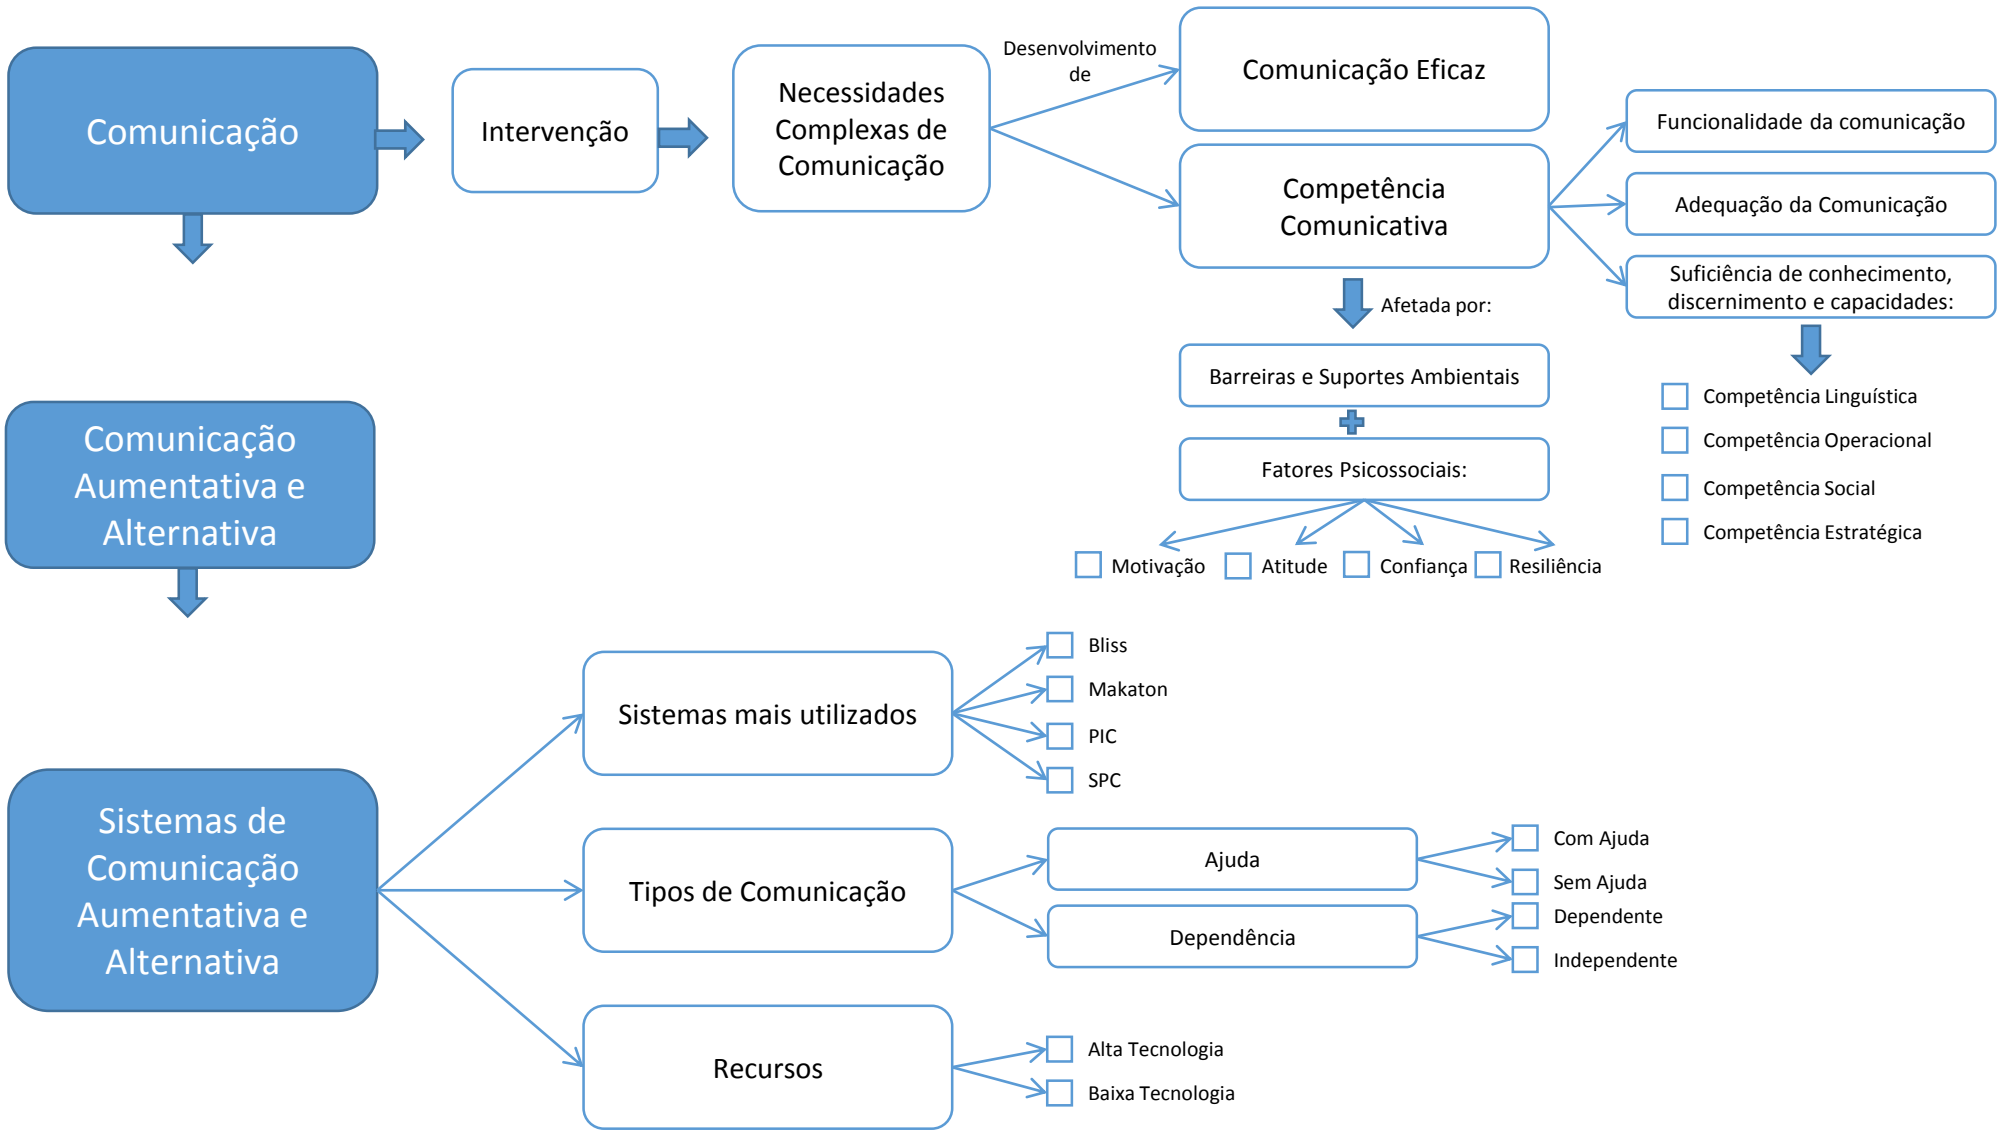 Comunicação
Intervenção
Necessidades
Complexas de
Comunicação
Desenvolvimento
de
Comunicação Eficaz
Competência
Comunicativa
Funcionalidade da comunicação
Adequação da Comunicação
Suficiência de conhecimento,
discernimento e capacidades:
Afetada por:
Barreiras e Suportes Ambientais
Fatores Psicossociais:
Motivação
Atitude
Confiança
Resiliência
Competência Linguística
Competência Operacional
Competência Social
Competência Estratégica
Comunicação
Aumentativa e
Alternativa
Sistemas de
Comunicação
Aumentativa e
Alternativa
Sistemas mais utilizados
Bliss
Makaton
PIC
SPC
Tipos de Comunicação
Ajuda
Com Ajuda
Sem Ajuda
Dependência
Dependente
Independente
Recursos
Alta Tecnologia
Baixa Tecnologia